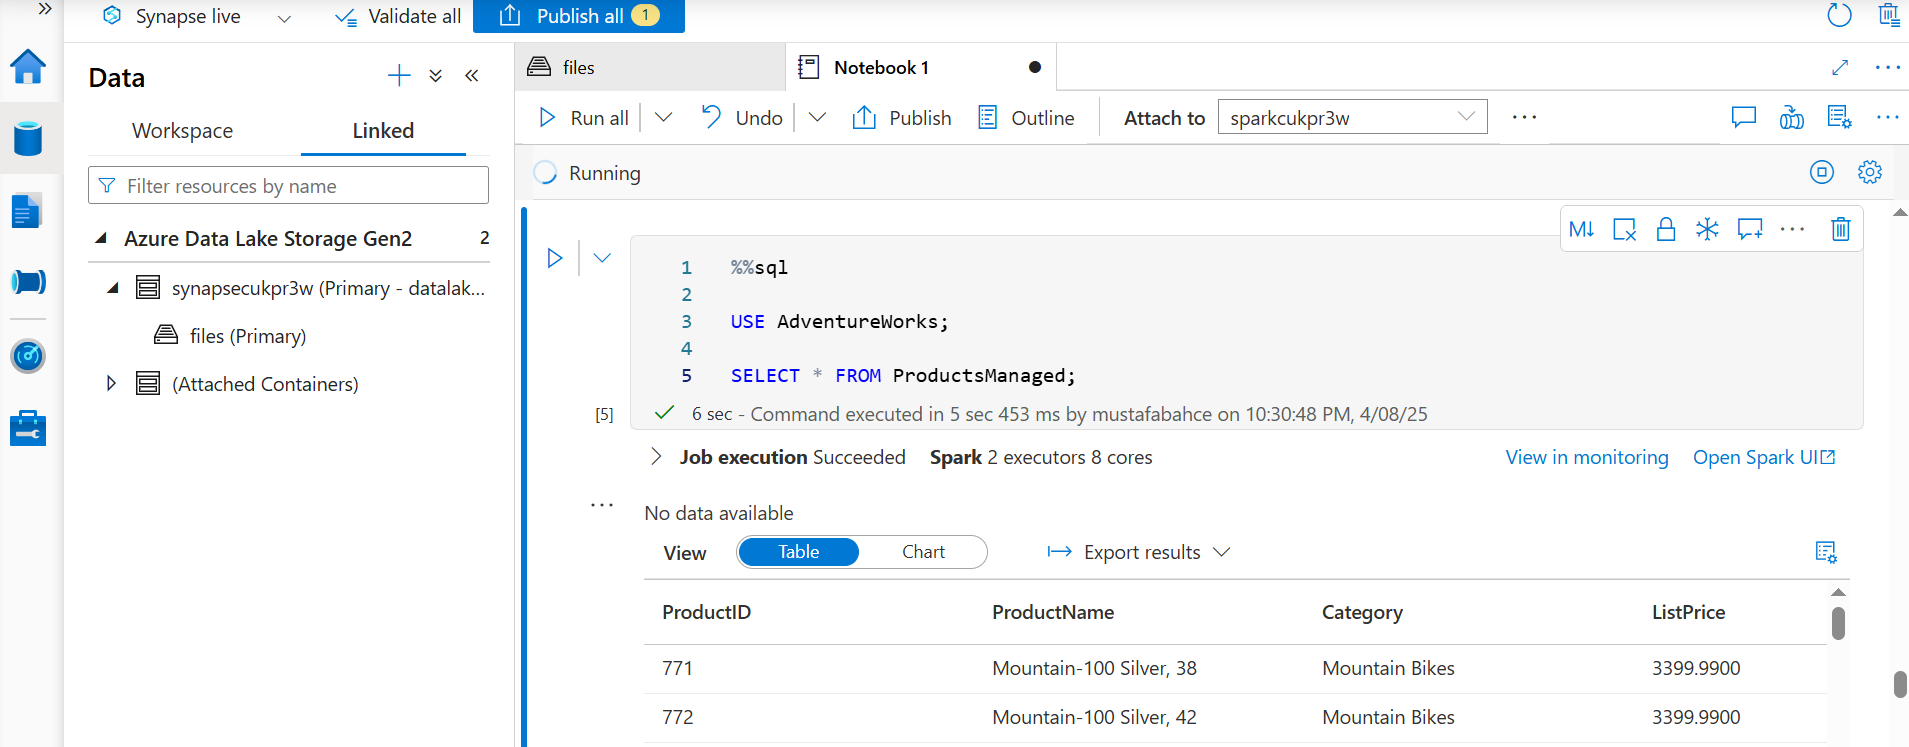 Synapse live Validate all Publish all 1
Data
Workspace Linked
Filter resources by name
Azure Data Lake Storage Gen2 2
synapsecukpr3w (Primary - datalak...
files (Primary)
(Attached Containers)
files Notebook 1
Run all Undo Publish Outline Attach to sparkcukpr3w
Running
M↓
1 %%sql
2
3 USE AdventureWorks;
4
5 SELECT * FROM ProductsManaged;
[5] 6 sec - Command executed in 5 sec 453 ms by mustafabahce on 10:30:48 PM, 4/08/25
Job execution Succeeded Spark 2 executors 8 cores View in monitoring Open Spark UI
No data available
View Table Chart Export results
ProductID ProductName Category ListPrice
771 Mountain-100 Silver, 38 Mountain Bikes 3399.9900
772 Mountain-100 Silver, 42 Mountain Bikes 3399.9900